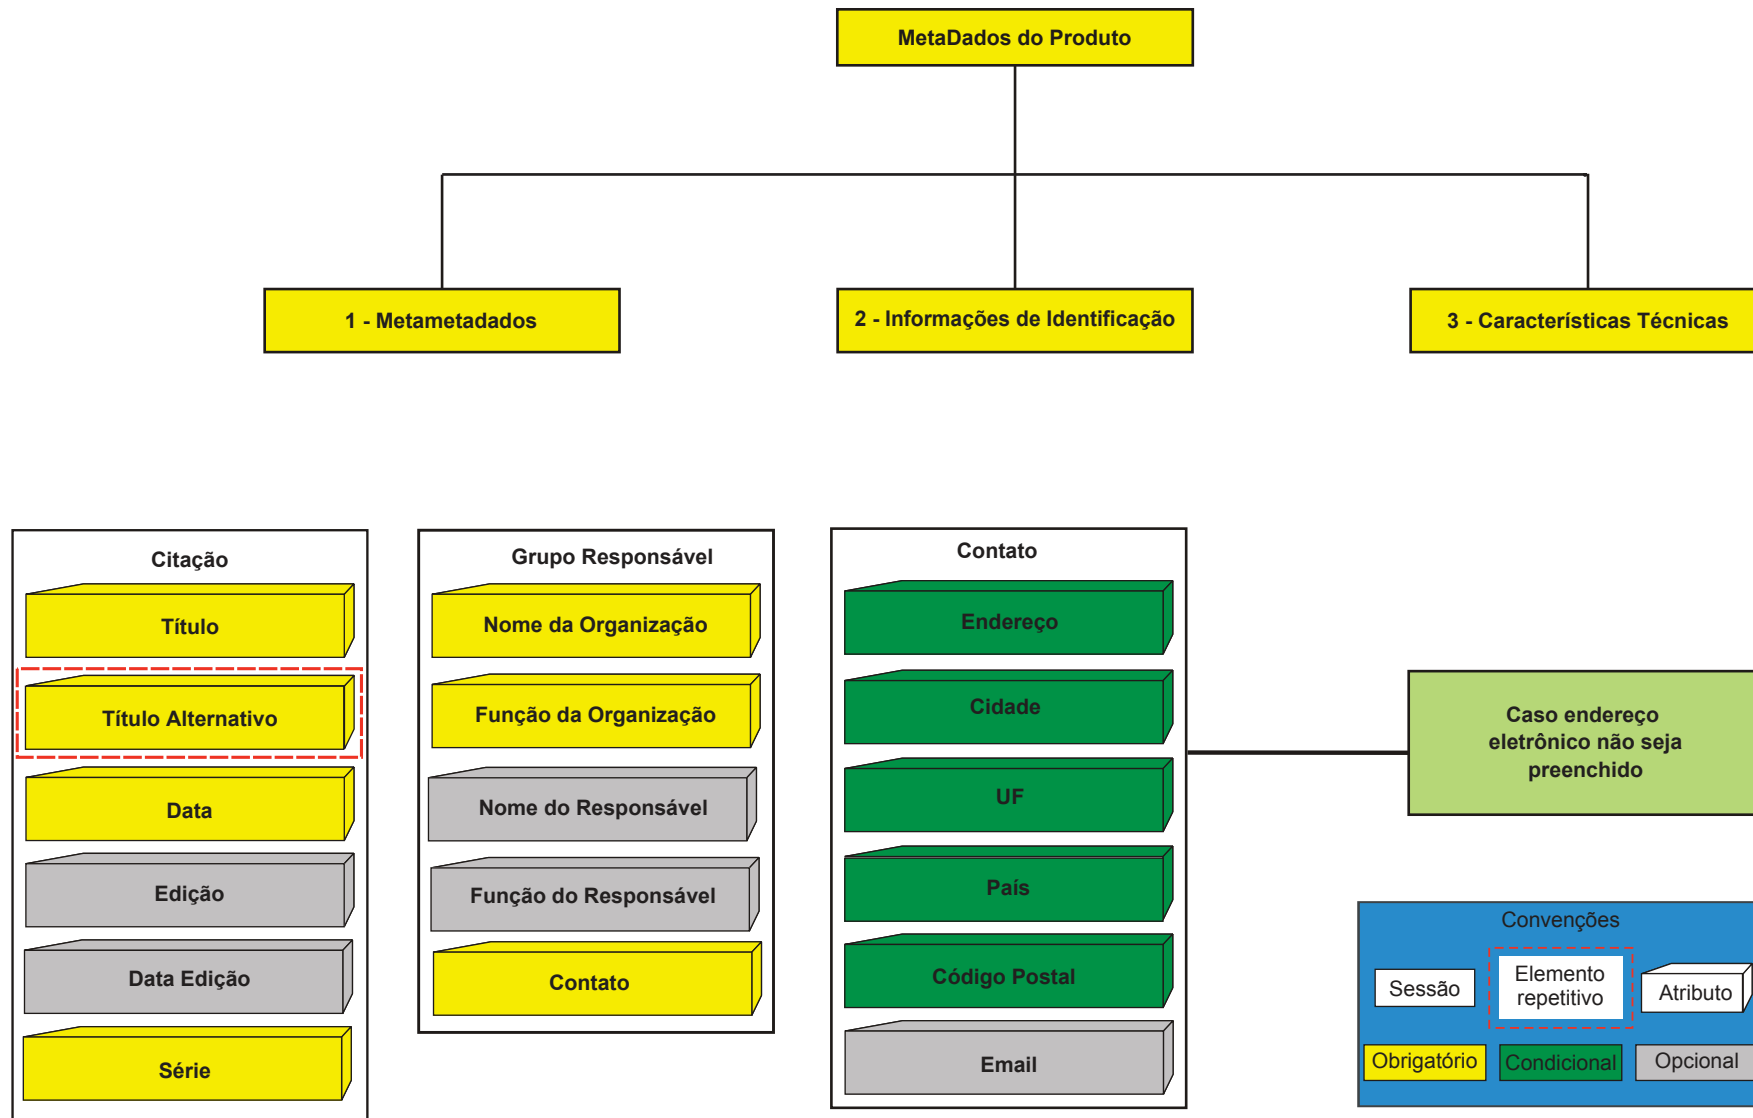 MetaDados do Produto
1 - Metametadados
2 - Informações de Identificação
3 - Característícas Técnicas
Citação
Título
Título Alternativo
Data
Edição
Data Edição
Série
Grupo Responsável
Nome da Organização
Função da Organização
Nome do Responsável
Função do Responsável
Contato
Contato
Endereço
Cidade
UF
País
Código Postal
Email
Caso endereço
eletrônico não seja
preenchido
Convenções
Sessão
Elemento
repetitivo
Atributo
Obrigatório
Condicional
Opcional